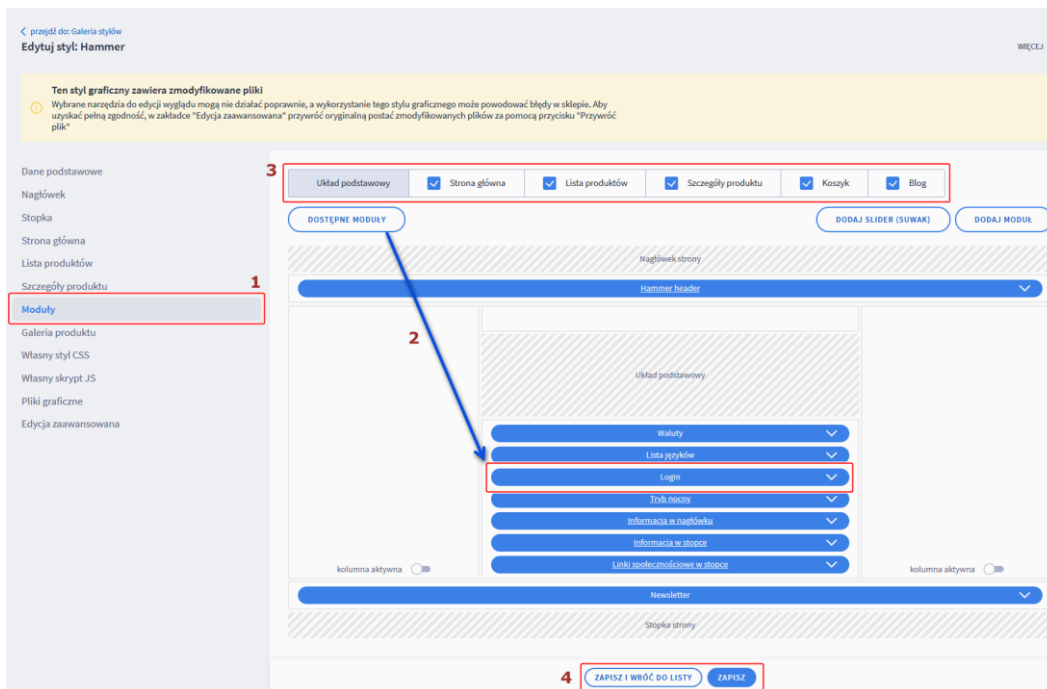 przejdź do: Galeria stylów
Edytuj styl: Hammer
WIĘCEJ
Ten styl graficzny zawiera zmodyfikowane pliki
Wybrane narzędzia do edycji wyglądu mogą nie działać poprawnie, a wykorzystanie tego stylu graficznego może powodować błędy w sklepie. Aby
uzyskać pełną zgodność, w zakładce "Edycja zaawansowana" przywróć oryginalną postać zmodyfikowanych plików za pomocą przycisku "Przywróć
plik"
Dane podstawowe
Nagłówek
Stopka
Strona główna
Lista produktów
Szczegóły produktu
1
Moduły
Galeria produktu
Własny styl CSS
Własny skrypt JS
Pliki graficzne
Edycja zaawansowana
3
Układ podstawowy Strona główna Lista produktów Szczegóły produktu Koszyk Blog
DOSTĘPNE MODUŁY DODAJ SLIDER (SUWAK) DODAJ MODUŁ
Nagłówek strony
Hammer header
2
Układ podstawowy
Waluty
Lista języków
Login
Tryb nocny
Informacja w nagłówku
Informacja w stopce
Linki społecznościowe w stopce
kolumna aktywna kolumna aktywna
Newsletter
Stopka strony
4 ZAPISZ I WRÓĆ DO LISTY ZAPISZ